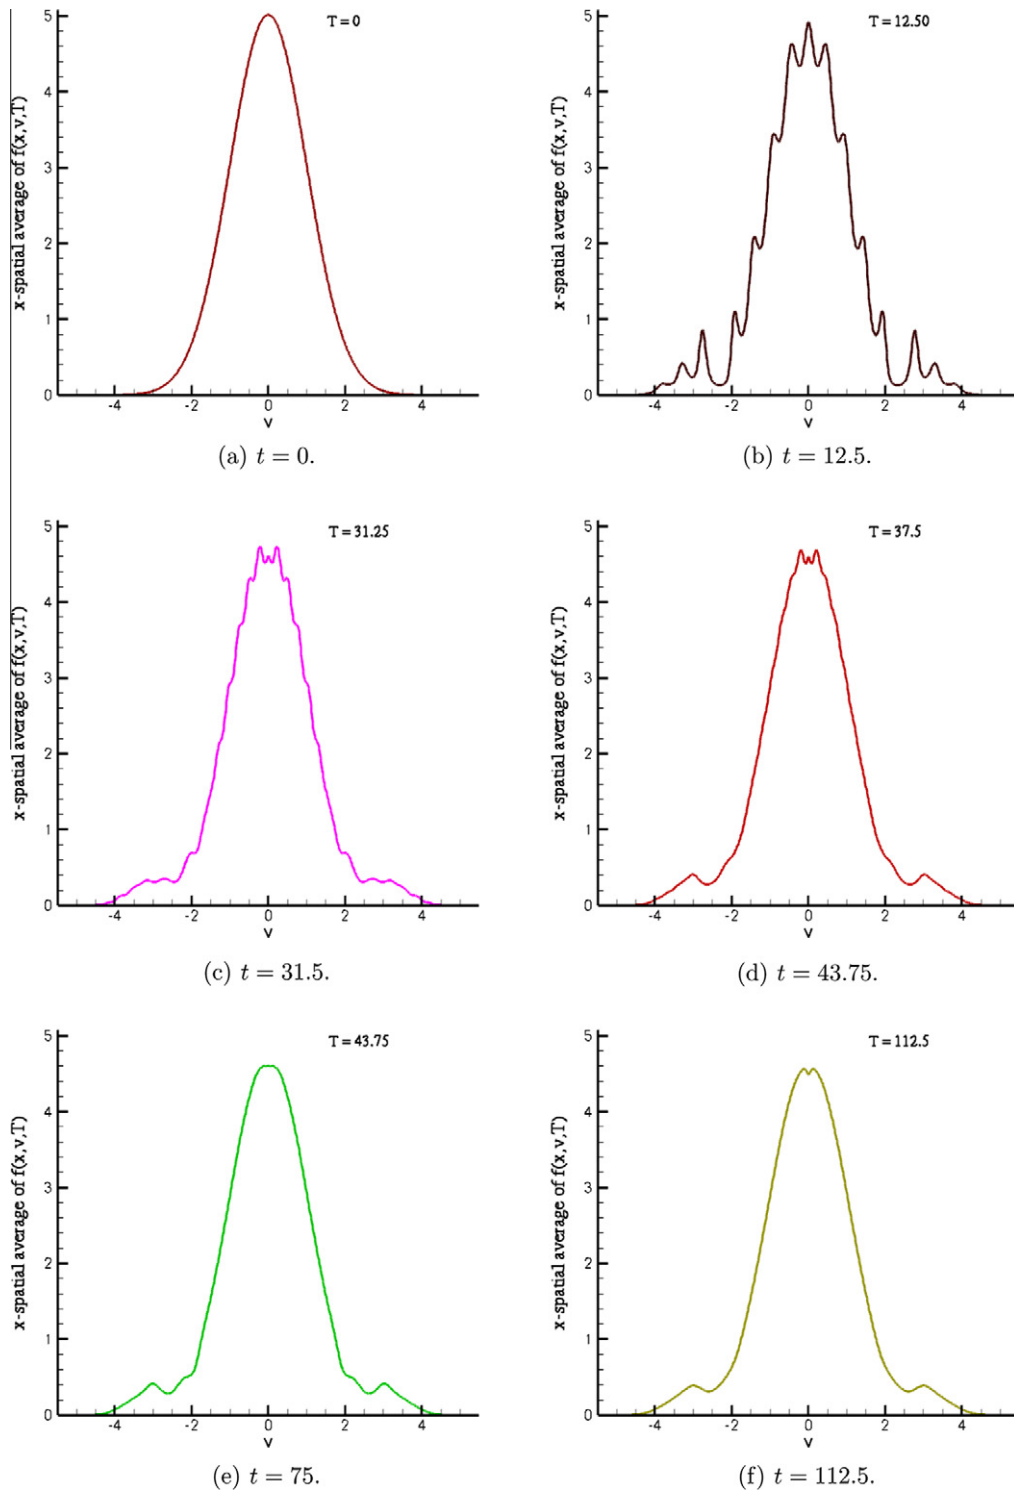 x-spatial average of f(x,v,T)
5
4
3
2
1
0
T = 0
-4 -2 0 2 4
v
(a) t = 0.
x-spatial average of f(x,v,T)
5
4
3
2
1
0
T = 12.50
-4 -2 0 2 4
v
(b) t = 12.5.
x-spatial average of f(x,v,T)
5
4
3
2
1
0
T = 31.25
-4 -2 0 2 4
v
(c) t = 31.5.
x-spatial average of f(x,v,T)
5
4
3
2
1
0
T = 37.5
-4 -2 0 2 4
v
(d) t = 43.75.
x-spatial average of f(x,v,T)
5
4
3
2
1
0
T = 43.75
-4 -2 0 2 4
v
(e) t = 75.
x-spatial average of f(x,v,T)
5
4
3
2
1
0
T = 112.5
-4 -2 0 2 4
v
(f) t = 112.5.